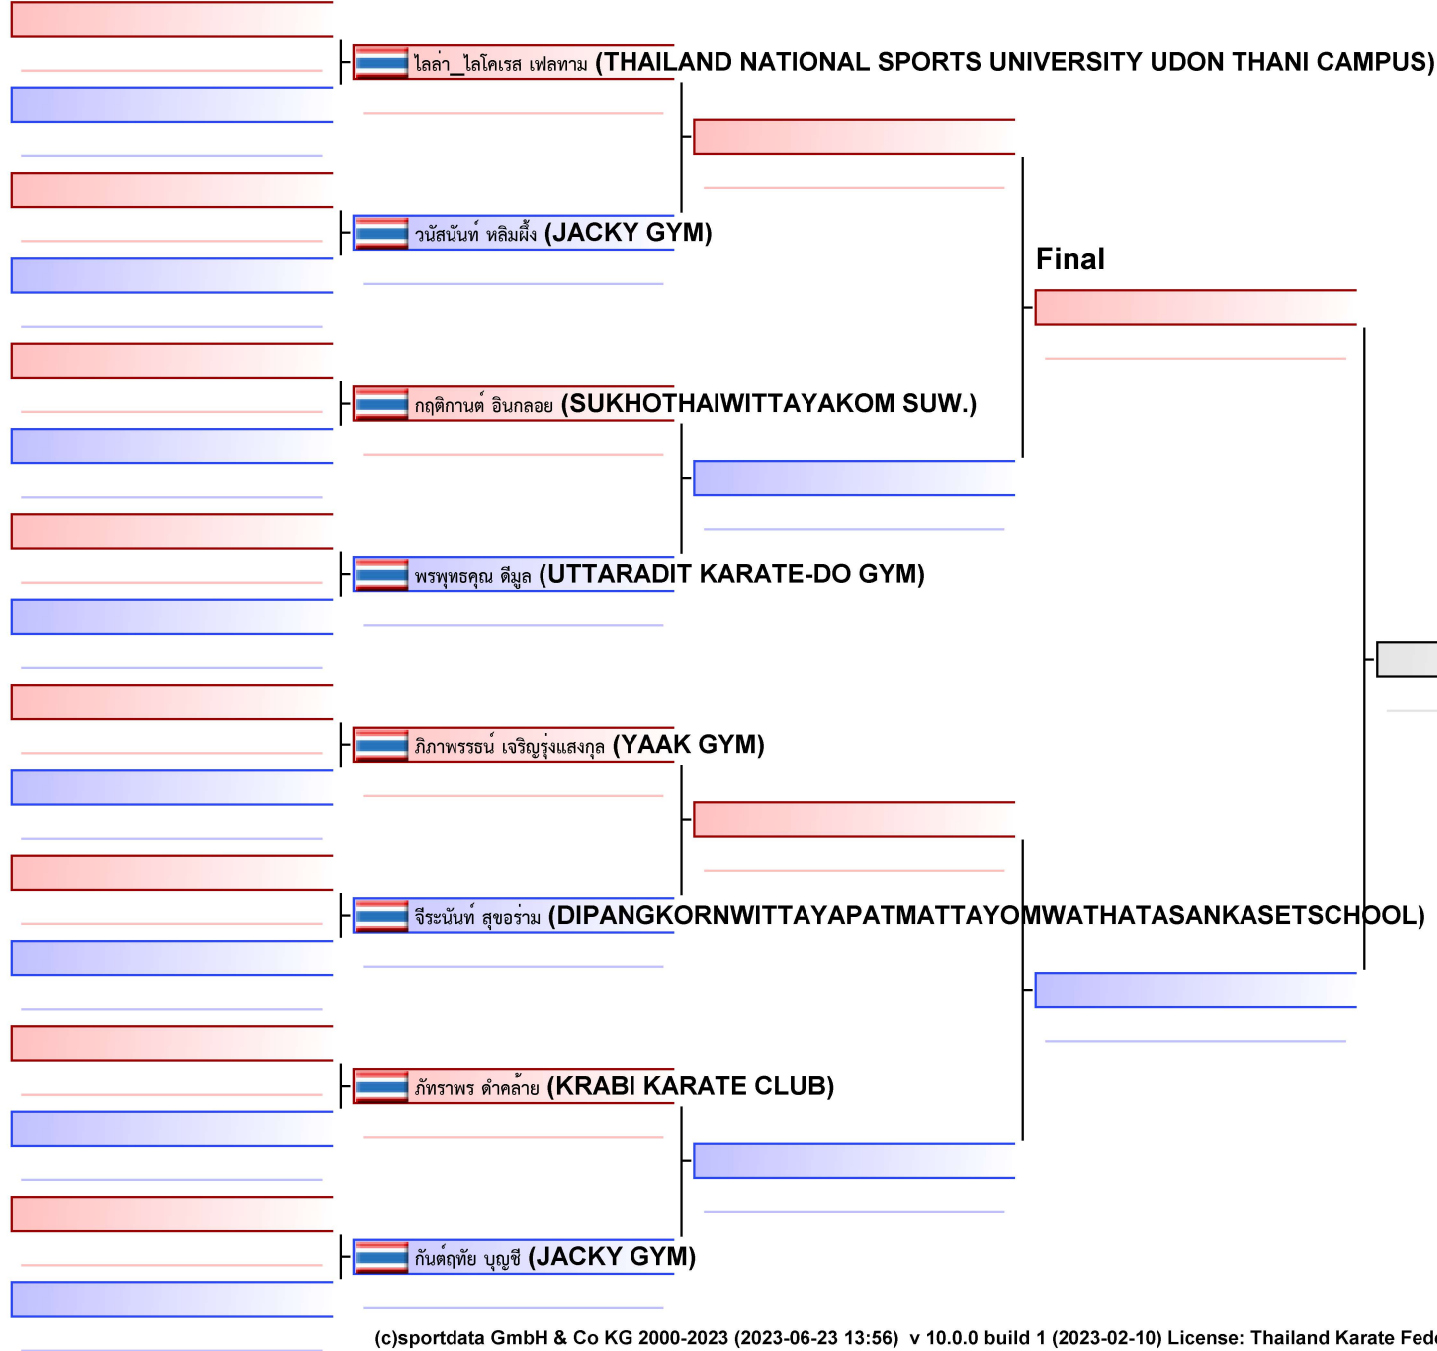 ไลล่า_ไลโคเรส เฟลทาม (THAILAND NATIONAL SPORTS UNIVERSITY UDON THANI CAMPUS)
วนัสนันท์ หลิมผึ้ง (JACKY GYM)
Final
กฤติกานต์ อินกลอย (SUKHOTHAIWITTAYAKOM SUW.)
พรพุทธคุณ ดีมูล (UTTARADIT KARATE-DO GYM)
ภิภาพรรธน์ เจริญรุ่งแสงกุล (YAAK GYM)
จีระนันท์ สุขอร่าม (DIPANGKORNWITTAYAPATMATTAYOMWATHATASANKASETSCHOOL)
ภัทราพร ดำคล้าย (KRABI KARATE CLUB)
กันต์ฤทัย บุญชี (JACKY GYM)
(c)sportdata GmbH & Co KG 2000-2023 (2023-06-23 13:56) v 10.0.0 build 1 (2023-02-10) License: Thailand Karate Fede